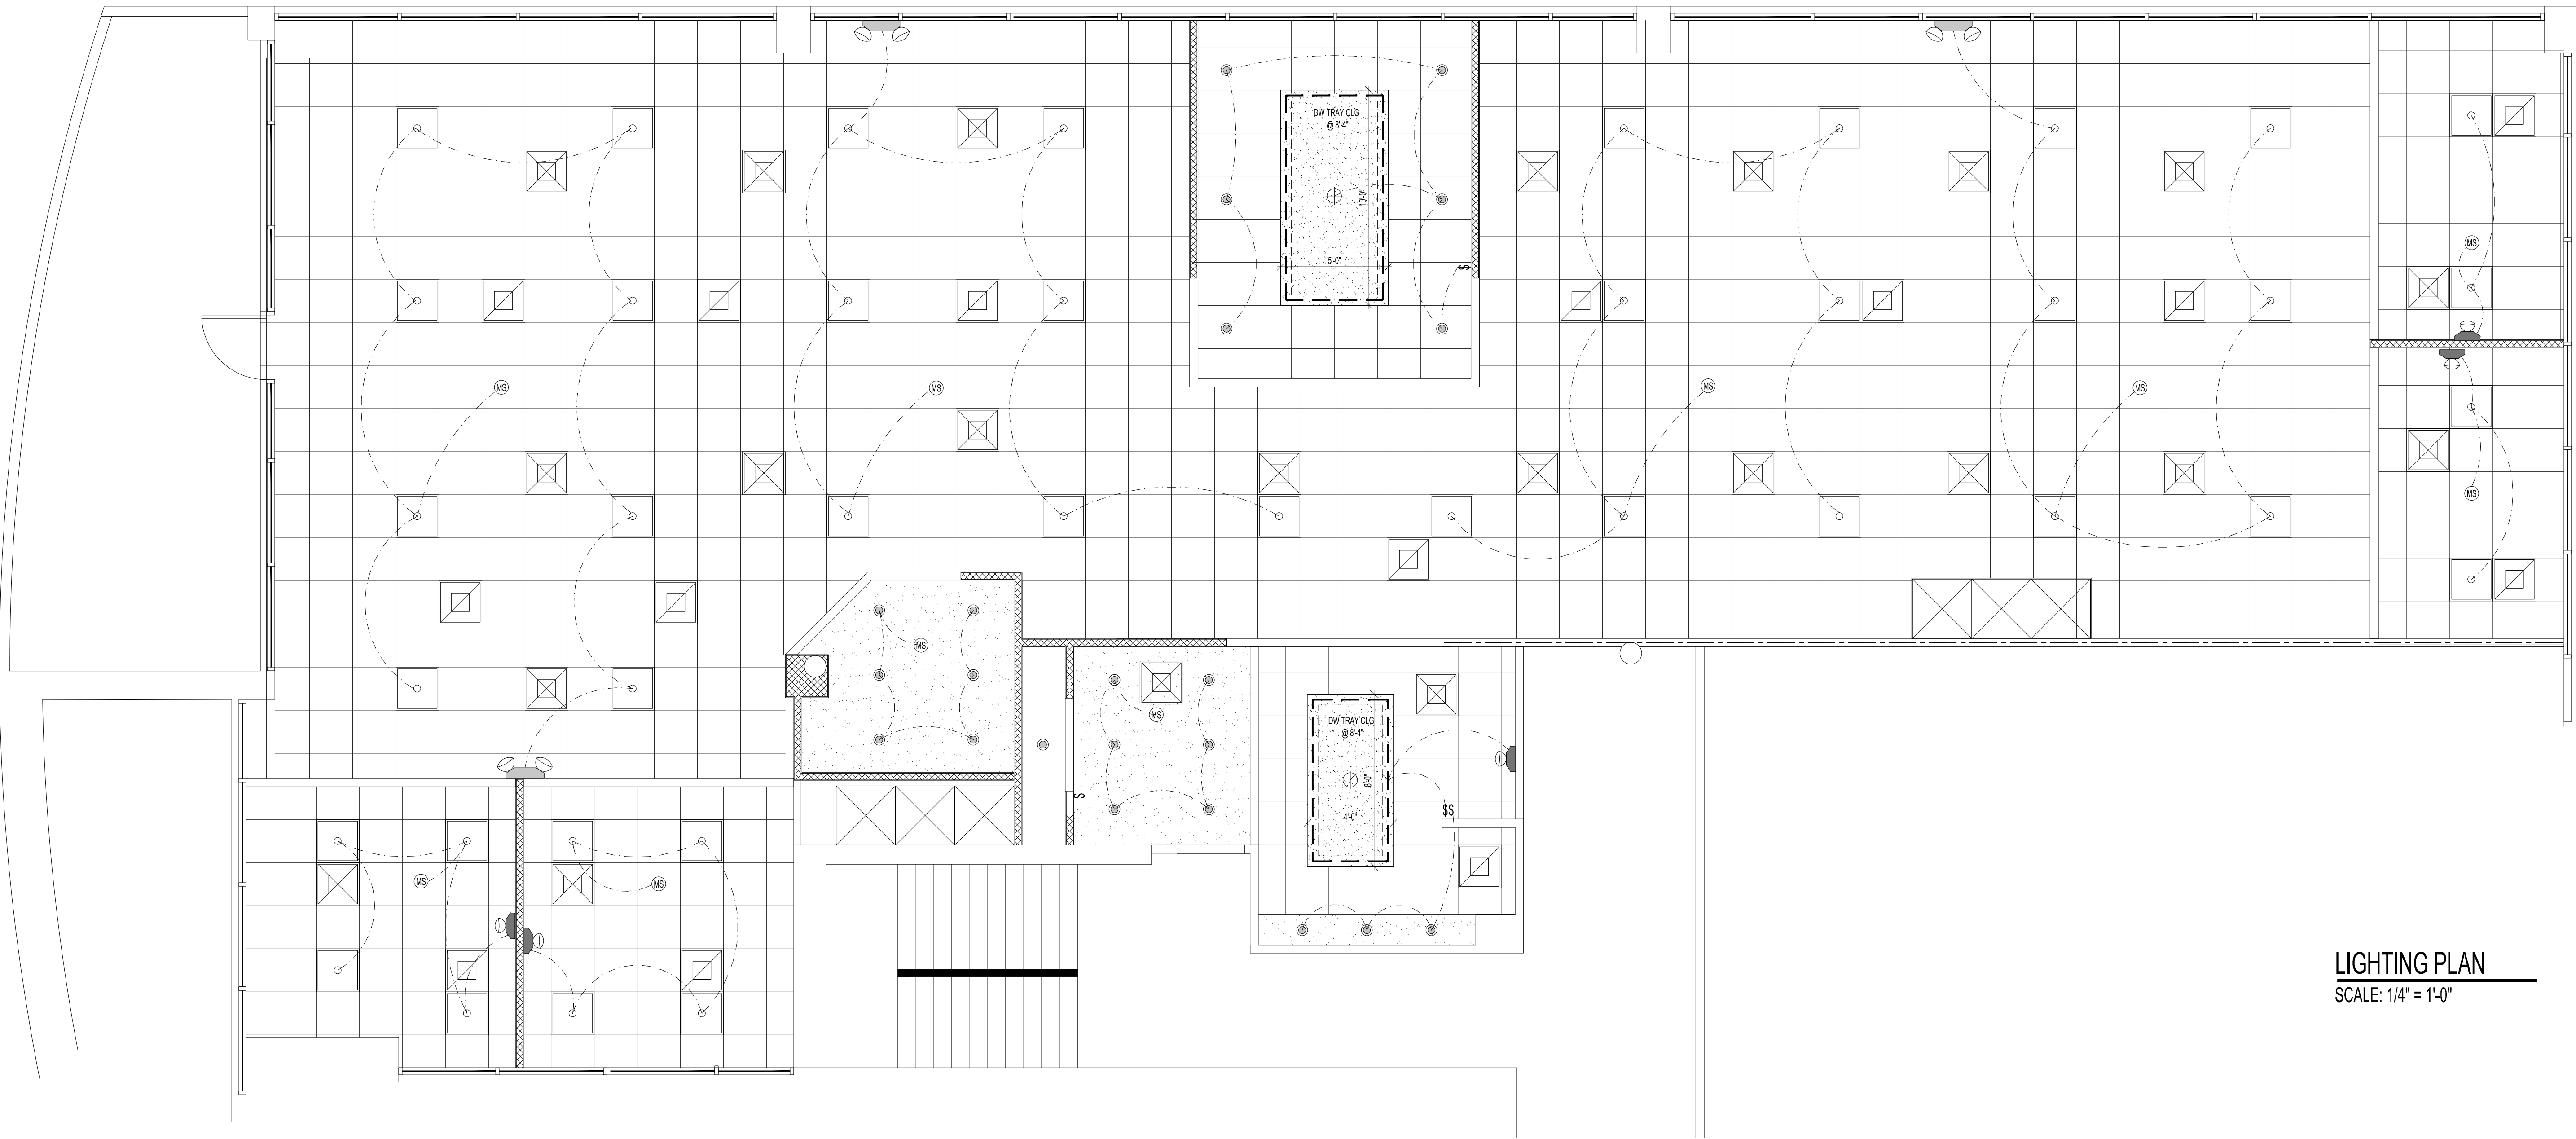 DW TRAY CLG
@ 8'-4"
10'-0"
5'-0"
$
MS
MS
MS
MS
MS
MS
MS
MS
DW TRAY CLG
@ 8'-4"
8'-0"
4'-0"
$
$$
MS
MS
LIGHTING PLAN
SCALE: 1/4" = 1'-0"